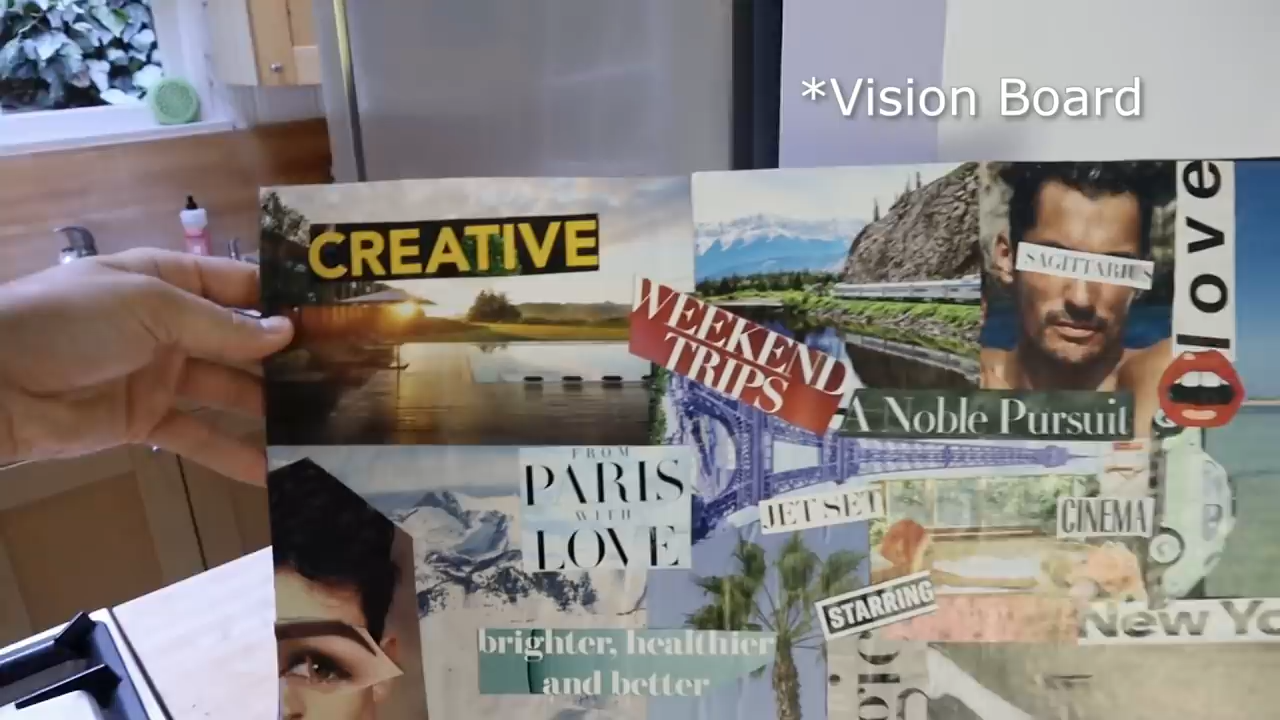 *Vision Board
CREATIVE
love
SAGITTARIUS
WEEKEND
TRIPS
A Noble Pursuit
FROM
PARIS
WITH
LOVE
JET SET
CINEMA
STARRING
New Yo
brighter, healthier
and better